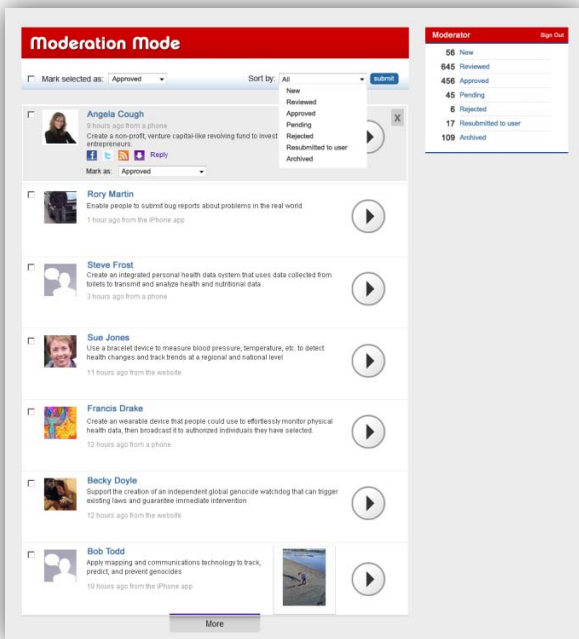 Moderation Mode
Mark selected as: Approved
Sort by: All
submit
New
Reviewed
Approved
Pending
Rejected
Resubmitted to user
Archived
Angela Cough
9 hours ago from a phone
Create a non-profit, venture capital-like revolving fund to invest
entrepreneurs.
Reply
Mark as: Approved
X
Rory Martin
Enable people to submit bug reports about problems in the real world
1 hour ago from the iPhone app
Steve Frost
Create an integrated personal health data system that uses data collected from
toilets to transmit and analyze health and nutritional data
3 hours ago from a phone
Sue Jones
Use a bracelet device to measure blood pressure, temperature, etc. to detect
health changes and track trends at a regional and national level
11 hours ago from the website
Francis Drake
Create an wearable device that people could use to effortlessly monitor physical
health data, then broadcast it to authorized individuals they have selected.
12 hours ago from a phone
Becky Doyle
Support the creation of an independent global genocide watchdog that can trigger
existing laws and guarantee immediate intervention
12 hours ago from the website
Bob Todd
Apply mapping and communications technology to track,
predict, and prevent genocides
19 hours ago from the iPhone app
More
Moderator Sign Out
56 New
645 Reviewed
456 Approved
45 Pending
6 Rejected
17 Resubmitted to user
109 Archived